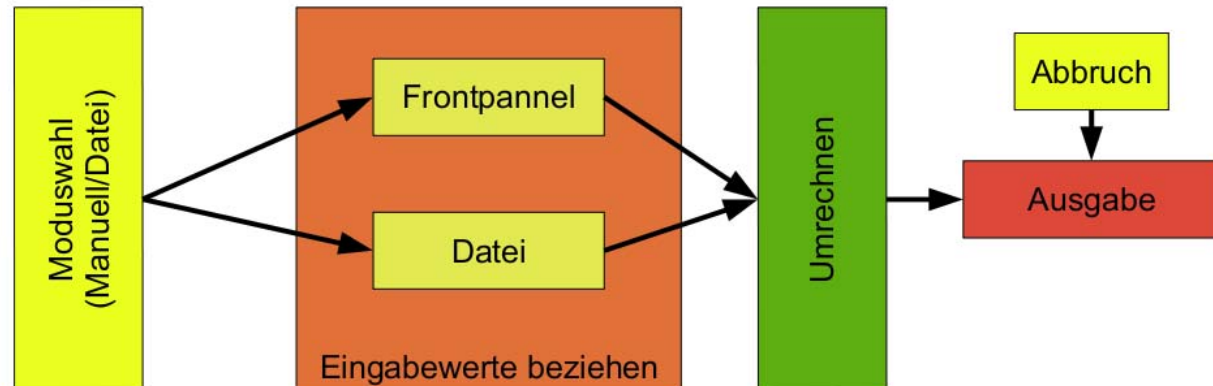 Moduswahl
(Manuell/Datei)
Frontpannel
Datei
Eingabewerte beziehen
Umrechnen
Abbruch
Ausgabe